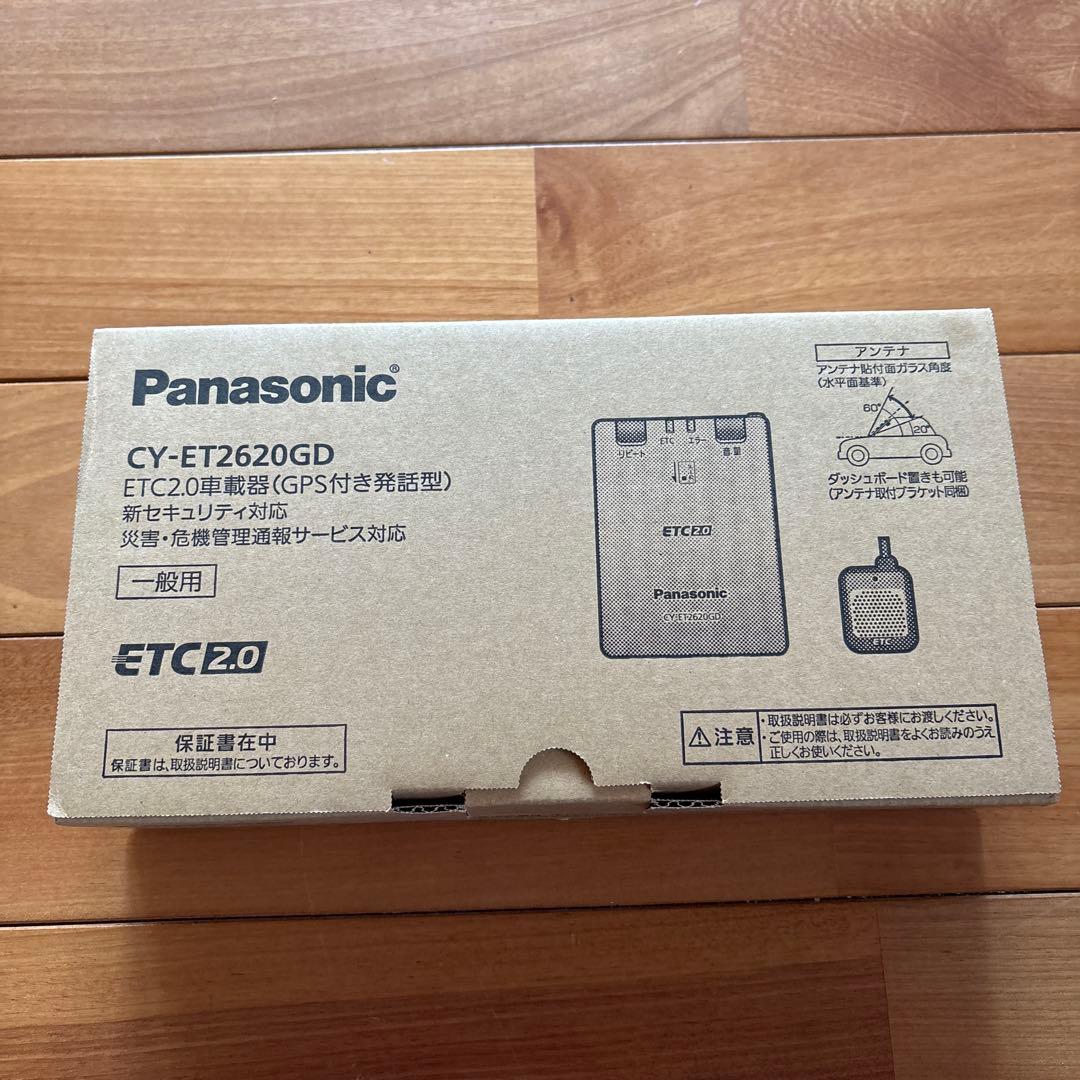 Panasonic®
CY-ET2620GD
ETC2.0車載器(GPS付き発話型)
新セキュリティ対応
災害・危機管理通報サービス対応
一般用
ETC2.0
保証書在中
保証書は、取扱説明書についております。
リピート
ETC
エラー
音量
ETC2.0
Panasonic
CY-ET2620GD
アンテナ
アンテナ貼付面ガラス角度
(水平面基準)
60°
20°
ダッシュボード置きも可能
(アンテナ取付ブラケット同梱)
ETC
注意
・取扱説明書は必ずお客様にお渡しください。
・ご使用の際は、取扱説明書をよくお読みのうえ
正しくお使いください。